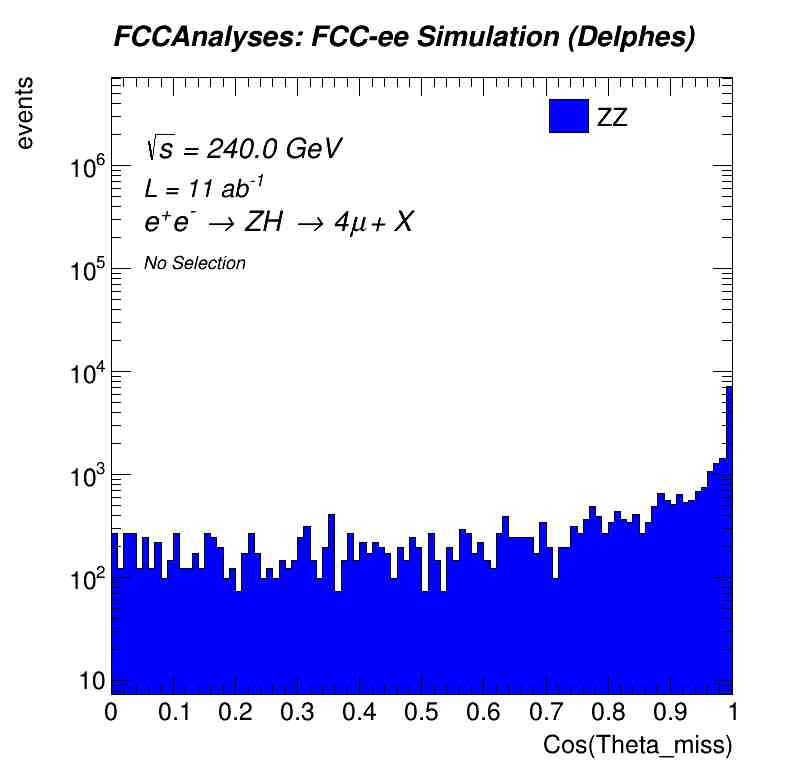 FCCAnalyses: FCC-ee Simulation (Delphes)
events
ZZ
√s = 240.0 GeV
L = 11 ab⁻¹
e⁺e⁻ → ZH → 4μ + X
No Selection
10⁶
10⁵
10⁴
10³
10²
10
0 0.1 0.2 0.3 0.4 0.5 0.6 0.7 0.8 0.9 1
Cos(Theta_miss)